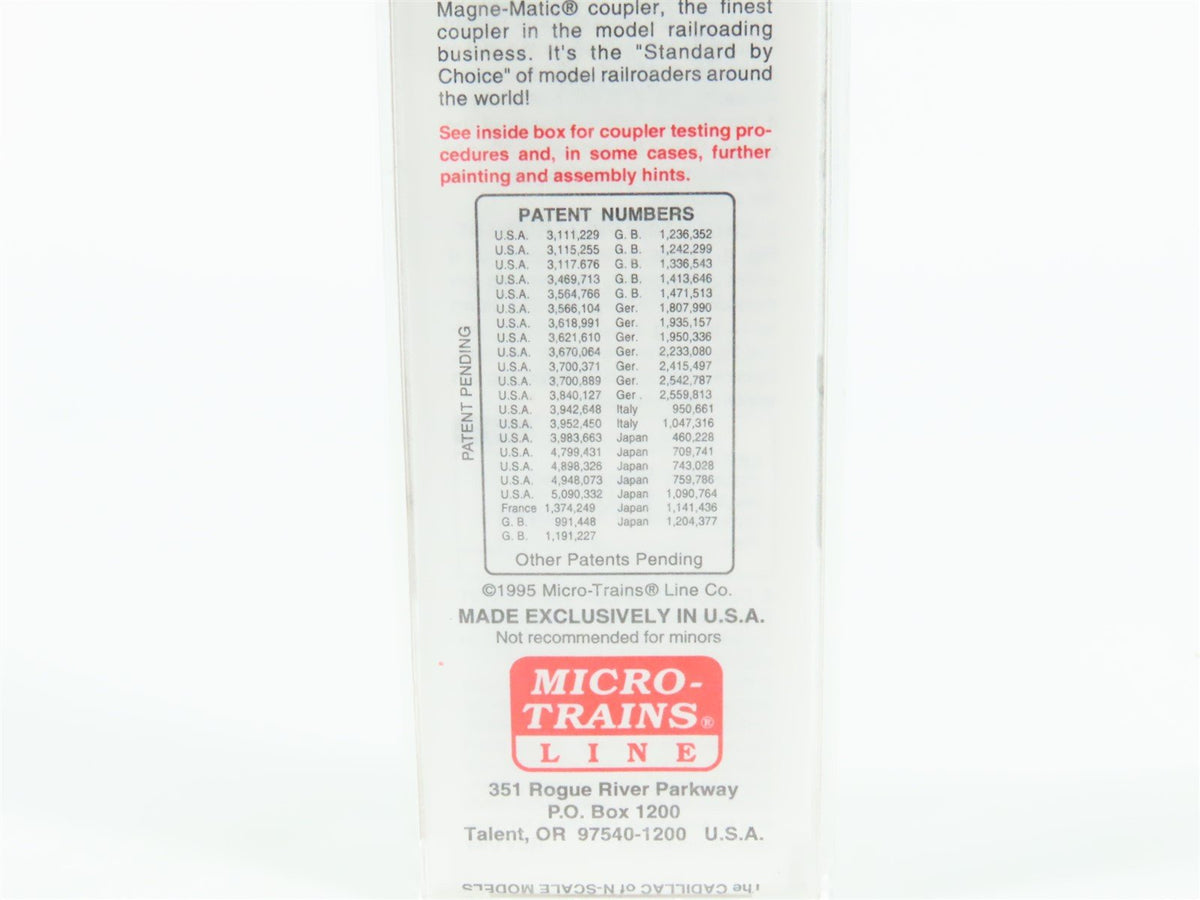 Magne-Matic® coupler, the finest
coupler in the model railroading
business. It's the "Standard by
Choice" of model railroaders around
the world!
See inside box for coupler testing pro-
cedures and, in some cases, further
painting and assembly hints.
PATENT PENDING
PATENT NUMBERS
U.S.A. 3,111,229 G. B. 1,236,352
U.S.A. 3,115,255 G. B. 1,242,299
U.S.A. 3,117.676 G. B. 1,336,543
U.S.A. 3,469,713 G. B. 1,413,646
U.S.A. 3,564,766 G. B. 1,471,513
U.S.A. 3,566,104 Ger. 1,807,990
U.S.A. 3,618,991 Ger. 1,935,157
U.S.A. 3,621,610 Ger. 1,950,336
U.S.A. 3,670,064 Ger. 2,233,080
U.S.A. 3,700,371 Ger. 2,415,497
U.S.A. 3,700,889 Ger. 2,542,787
U.S.A. 3,840,127 Ger . 2,559,813
U.S.A. 3,942,648 Italy 950,661
U.S.A. 3,952,450 Italy 1,047,316
U.S.A. 3,983,663 Japan 460,228
U.S.A. 4,799,431 Japan 709,741
U.S.A. 4,898,326 Japan 743,028
U.S.A. 4,948,073 Japan 759,786
U.S.A. 5,090,332 Japan 1,090,764
France 1,374,249 Japan 1,141,436
G. B. 991,448 Japan 1,204,377
G. B. 1,191,227
Other Patents Pending
©1995 Micro-Trains® Line Co.
MADE EXCLUSIVELY IN U.S.A.
Not recommended for minors
MICRO-
TRAINS®
LINE
351 Rogue River Parkway
P.O. Box 1200
Talent, OR 97540-1200 U.S.A.
The CADILLAC of N-SCALE MODELS